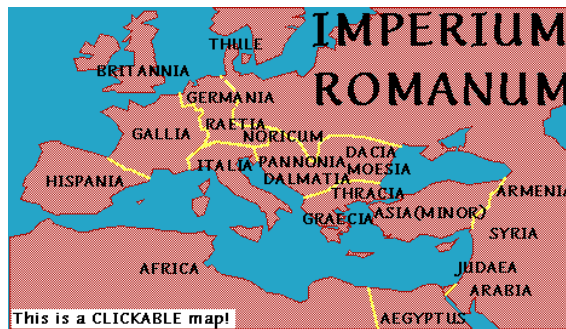 IMPERIUM
ROMANUM
THULE
BRITANNIA
GERMANIA
RAETIA
GALLIA
NORICUM
DACIA
ITALIA
PANNONIA
MOESIA
DALMATIA
HISPANIA
THRACIA
ARMENIA
GRAECIA
ASIA(MINOR)
SYRIA
AFRICA
JUDAEA
ARABIA
This is a CLICKABLE map!
AEGYPTUS